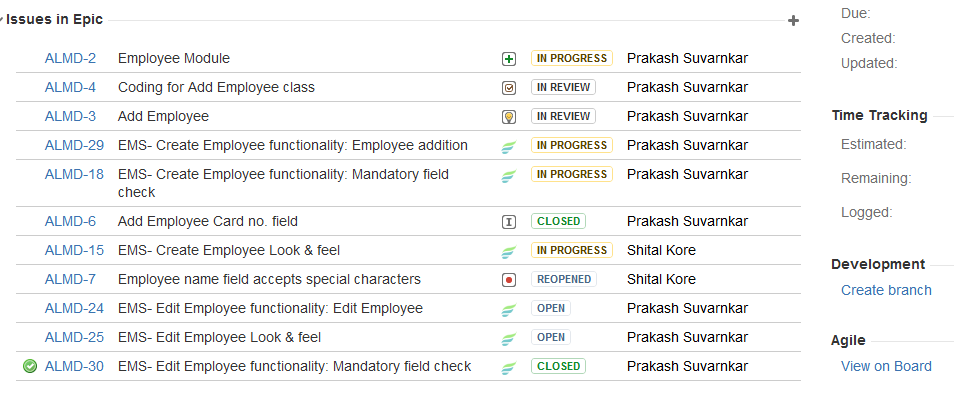 Issues in Epic
ALMD-2 Employee Module IN PROGRESS Prakash Suvarnkar
ALMD-4 Coding for Add Employee class IN REVIEW Prakash Suvarnkar
ALMD-3 Add Employee IN REVIEW Prakash Suvarnkar
ALMD-29 EMS- Create Employee functionality: Employee addition IN PROGRESS Prakash Suvarnkar
ALMD-18 EMS- Create Employee functionality: Mandatory field IN PROGRESS Prakash Suvarnkar
check
ALMD-6 Add Employee Card no. field CLOSED Prakash Suvarnkar
ALMD-15 EMS- Create Employee Look & feel IN PROGRESS Shital Kore
ALMD-7 Employee name field accepts special characters REOPENED Shital Kore
ALMD-24 EMS- Edit Employee functionality: Edit Employee OPEN Prakash Suvarnkar
ALMD-25 EMS- Edit Employee Look & feel OPEN Prakash Suvarnkar
ALMD-30 EMS- Edit Employee functionality: Mandatory field check CLOSED Prakash Suvarnkar
Due:
Created:
Updated:
Time Tracking
Estimated:
Remaining:
Logged:
Development
Create branch
Agile
View on Board